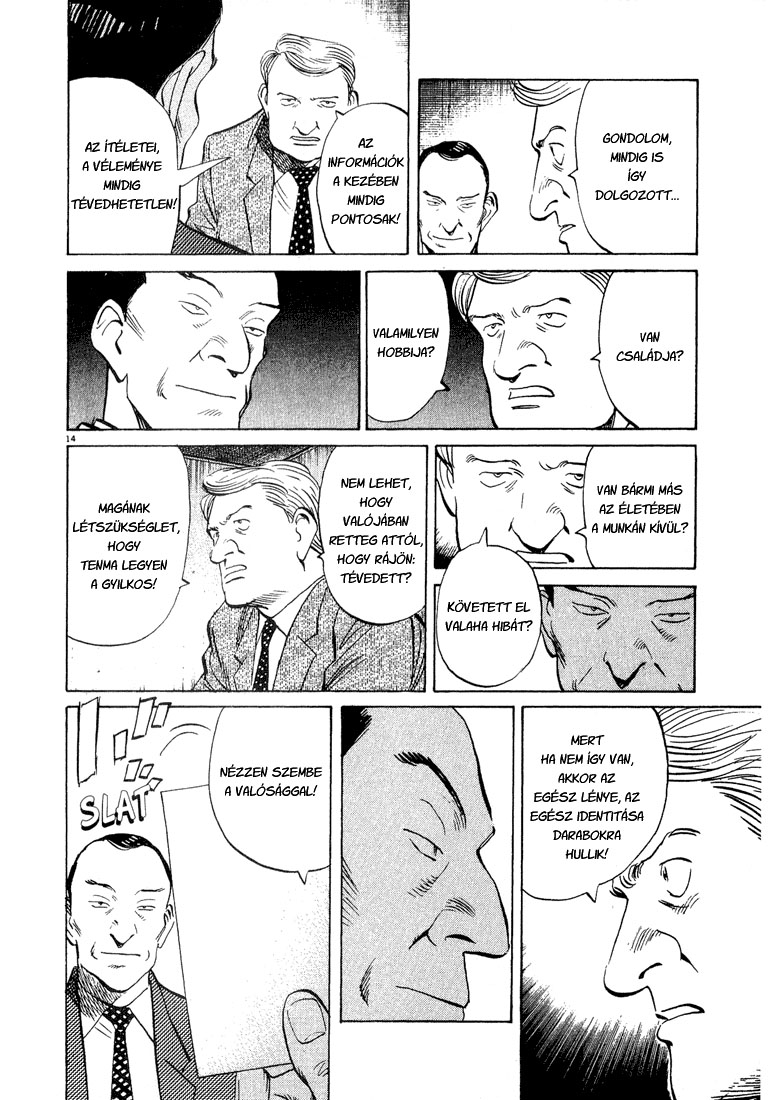 GONDOLOM,
MINDIG IS
ÍGY
DOLGOZOTT...
AZ
INFORMÁCIÓK
A KEZÉBEN
MINDIG
PONTOSAK!
AZ ÍTÉLETEI,
A VÉLEMÉNYE
MINDIG
TÉVEDHETETLEN!
VAN
CSALÁDJA?
VALAMILYEN
HOBBIJA?
14
VAN BÁRMI MÁS
AZ ÉLETÉBEN
A MUNKÁN KÍVÜL?
KÖVETETT EL
VALAHA HIBÁT?
NEM LEHET,
HOGY
VALÓJÁBAN
RETTEG ATTÓL,
HOGY RÁJÖN:
TÉVEDETT?
MAGÁNAK
LÉTSZÜKSÉGLET,
HOGY
TENMA LEGYEN
A GYILKOS!
MERT
HA NEM ÍGY VAN,
AKKOR AZ
EGÉSZ LÉNYE, AZ
EGÉSZ IDENTITÁSA
DARABOKRA
HULLIK!
NÉZZEN SZEMBE
A VALÓSÁGGAL!
SLAT